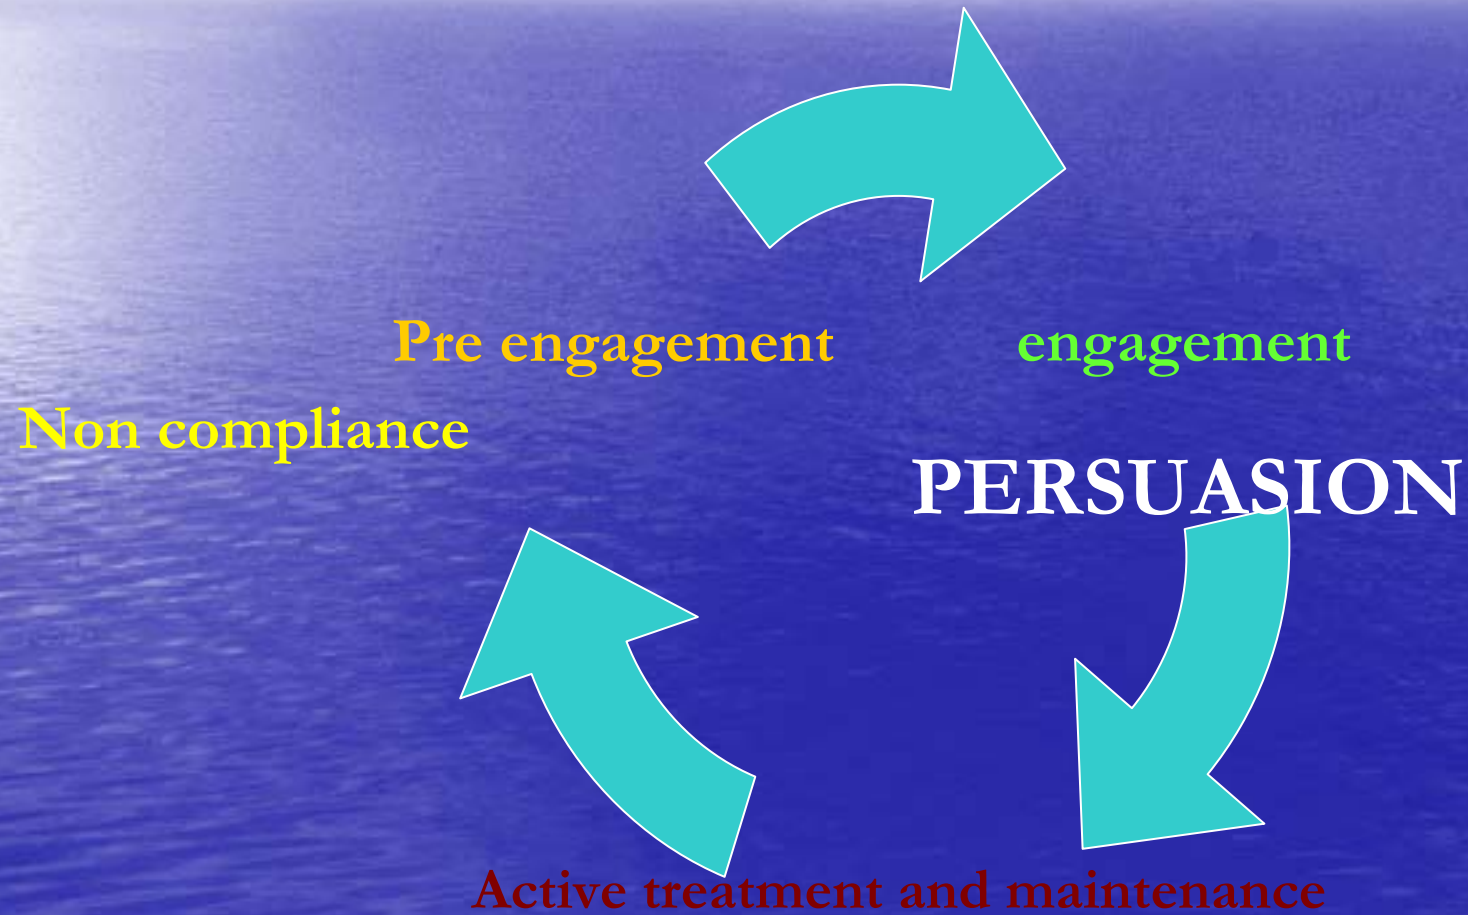 Pre engagement
engagement
Non compliance
PERSUASION
Active treatment and maintenance